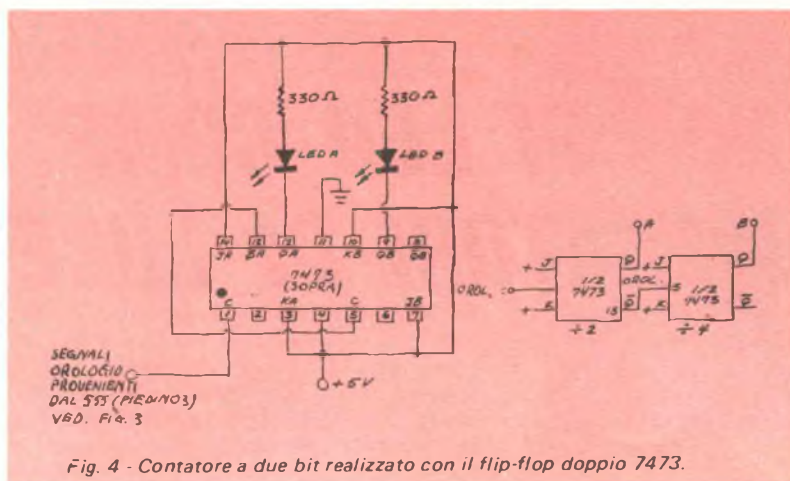 330Ω
330Ω
LED A
LED B
14
13
12
11
10
9
8
JA
QA
KB
QB
7473
(SOPRA)
C
KA
C
JB
1
2
3
4
5
6
7
+5V
SEGNALI
OROLOGIO
PROVENIENTI
DAL 555 (PIEDINO 3)
VED. FIG. 3
A
B
OROL.
+ J
+ K
1/2
7473
Q
Q̅
13
÷2
OROL.
+ J
5
+ K
1/2
7473
Q
Q̅
÷4
Fig. 4 - Contatore a due bit realizzato con il flip-flop doppio 7473.